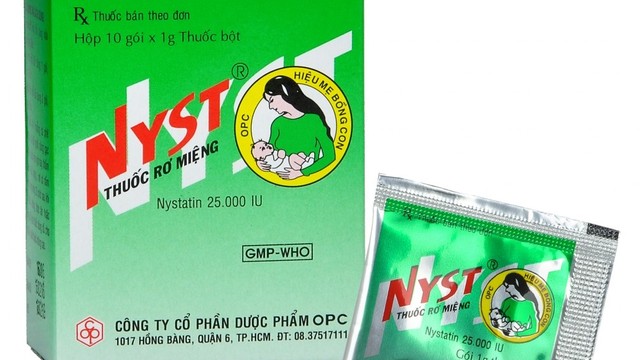 Rx Thuốc bán theo đơn
Hộp 10 gói x 1g Thuốc bột
NYST®
THUỐC RƠ MIỆNG
OPC HIỆU MẸ BỒNG CON
Nystatin 25.000 IU
GMP-WHO
CÔNG TY CỔ PHẦN DƯỢC PHẨM OPC
1017 HỒNG BÀNG, QUẬN 6, TP.HCM. ĐT: 08.37517111
NYST®
THUỐC RƠ MIỆNG
OPC HIỆU MẸ BỒNG CON
Nystatin 25.000 IU
Gói 1g